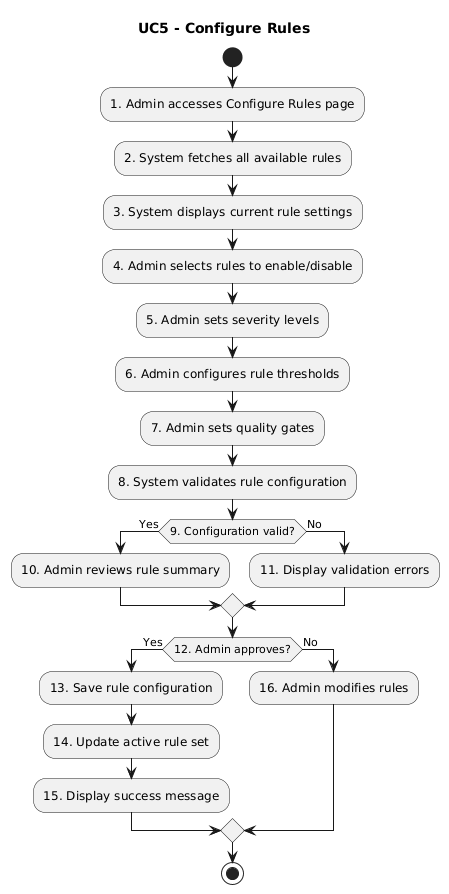 UC5 - Configure Rules
1. Admin accesses Configure Rules page
2. System fetches all available rules
3. System displays current rule settings
4. Admin selects rules to enable/disable
5. Admin sets severity levels
6. Admin configures rule thresholds
7. Admin sets quality gates
8. System validates rule configuration
Yes
9. Configuration valid?
No
10. Admin reviews rule summary
11. Display validation errors
Yes
12. Admin approves?
No
13. Save rule configuration
16. Admin modifies rules
14. Update active rule set
15. Display success message